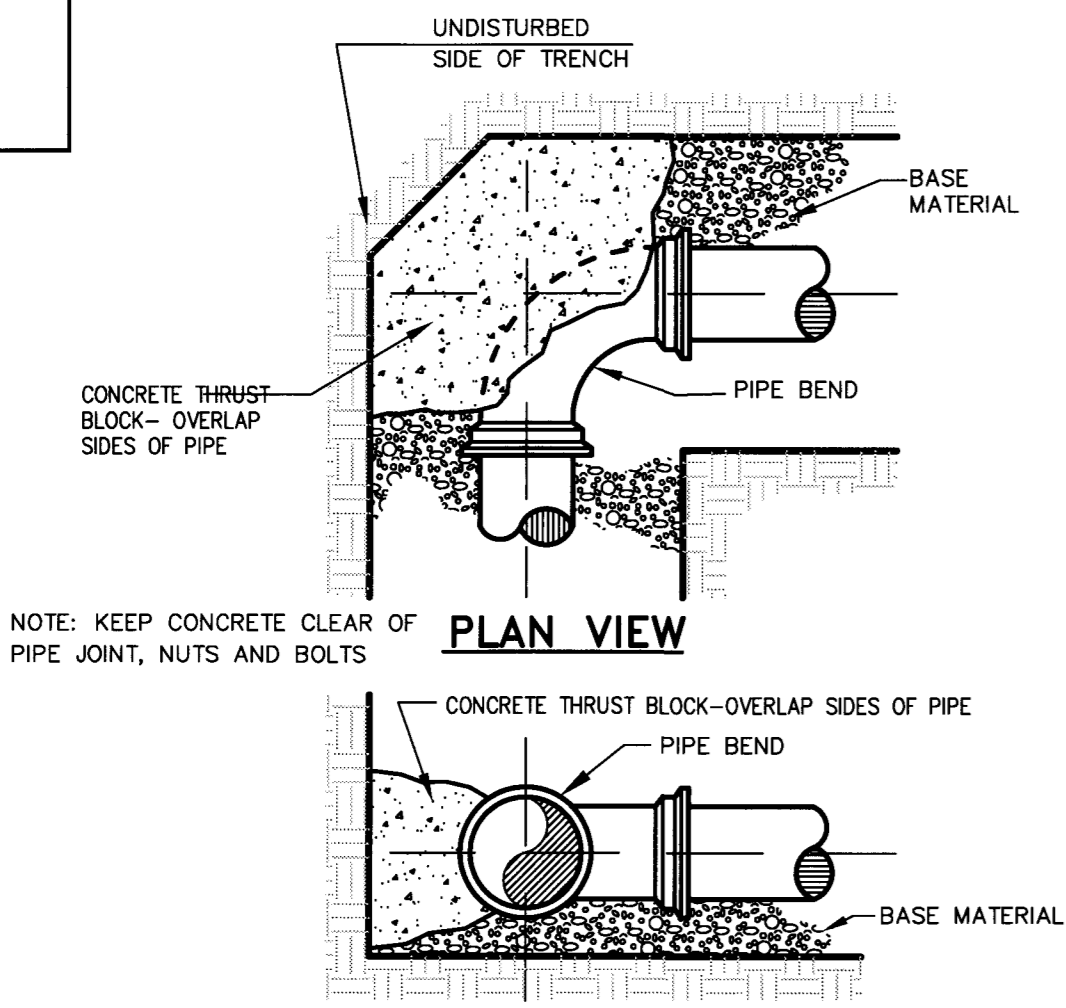 UNDISTURBED
SIDE OF TRENCH
BASE
MATERIAL
CONCRETE THRUST
BLOCK- OVERLAP
SIDES OF PIPE
PIPE BEND
NOTE: KEEP CONCRETE CLEAR OF
PIPE JOINT, NUTS AND BOLTS
PLAN VIEW
CONCRETE THRUST BLOCK-OVERLAP SIDES OF PIPE
PIPE BEND
BASE MATERIAL